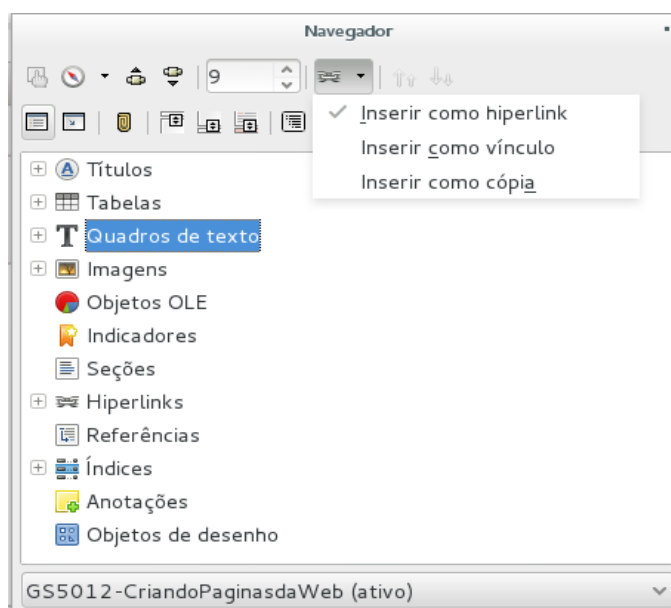 Navegador
9
Inserir como hiperlink
Inserir como vínculo
Inserir como cópia
Títulos
Tabelas
Quadros de texto
Imagens
Objetos OLE
Indicadores
Seções
Hiperlinks
Referências
Índices
Anotações
Objetos de desenho
GS5012-CriandoPaginasdaWeb (ativo)